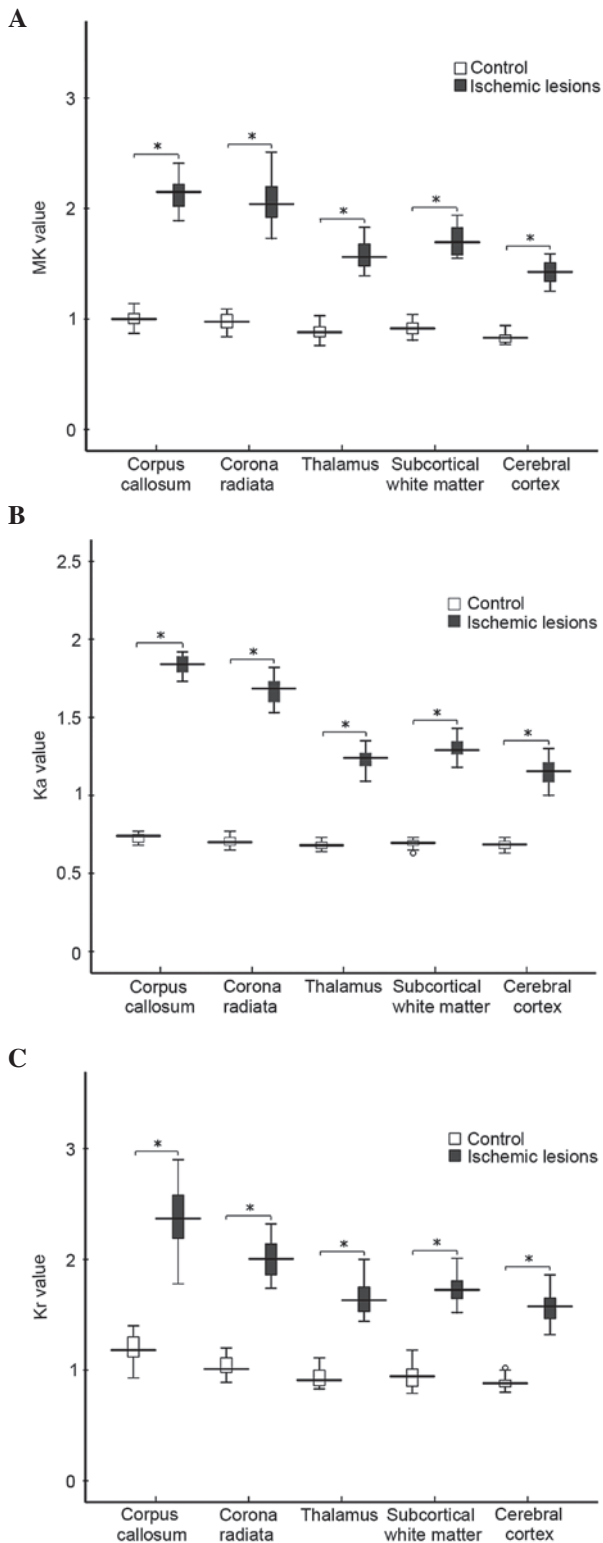 A
Control
Ischemic lesions
3
2
1
0
MK value
*
*
*
*
*
Corpus
callosum
Corona
radiata
Thalamus
Subcortical
white matter
Cerebral
cortex
B
Control
Ischemic lesions
2.5
2
1.5
1
0.5
0
Ka value
*
*
*
*
*
Corpus
callosum
Corona
radiata
Thalamus
Subcortical
white matter
Cerebral
cortex
C
Control
Ischemic lesions
3
2
1
0
Kr value
*
*
*
*
*
Corpus
callosum
Corona
radiata
Thalamus
Subcortical
white matter
Cerebral
cortex